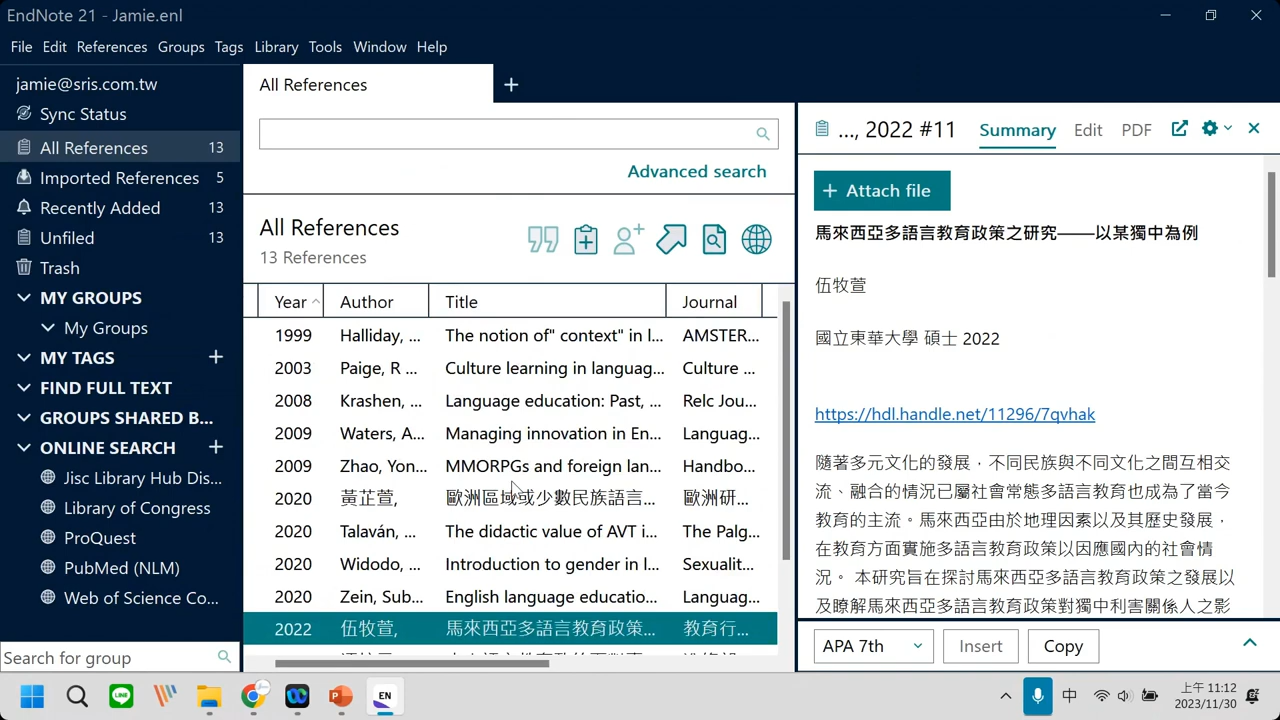 EndNote 21 - Jamie.enl
File Edit References Groups Tags Library Tools Window Help
jamie@sris.com.tw
Sync Status
All References 13
Imported References 5
Recently Added 13
Unfiled 13
Trash
MY GROUPS
My Groups
MY TAGS +
FIND FULL TEXT
GROUPS SHARED B...
ONLINE SEARCH +
Jisc Library Hub Dis...
Library of Congress
ProQuest
PubMed (NLM)
Web of Science Co...
Search for group
All References +
Advanced search
All References
13 References
Year Author Title Journal
1999 Halliday, ... The notion of" context" in l... AMSTER...
2003 Paige, R ... Culture learning in languag... Culture ...
2008 Krashen, ... Language education: Past, ... Relc Jou...
2009 Waters, A... Managing innovation in En... Languag...
2009 Zhao, Yon... MMORPGs and foreign lan... Handbo...
2020 黃芷萱, 歐洲區域或少數民族語言... 歐洲研...
2020 Talaván, ... The didactic value of AVT i... The Palg...
2020 Widodo, ... Introduction to gender in l... Sexualit...
2020 Zein, Sub... English language educatio... Languag...
2022 伍牧萱, 馬來西亞多語言教育政策... 教育行...
..., 2022 #11 Summary Edit PDF
+ Attach file
馬來西亞多語言教育政策之研究——以某獨中為例
伍牧萱
國立東華大學 碩士 2022
https://hdl.handle.net/11296/7qvhak
隨著多元文化的發展，不同民族與不同文化之間互相交
流、融合的情況已屬社會常態多語言教育也成為了當今
教育的主流。馬來西亞由於地理因素以及其歷史發展，
在教育方面實施多語言教育政策以因應國內的社會情
況。 本研究旨在探討馬來西亞多語言教育政策之發展以
及瞭解馬來西亞多語言教育政策對獨中利害關係人之影
APA 7th Insert Copy
LINE
EN
中
上午 11:12
2023/11/30